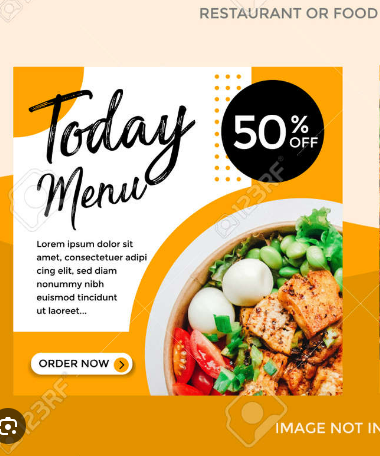 RESTAURANT OR FOOD
Today
Menu
50%
OFF
Lorem ipsum dolor sit
amet, consectetuer adipi
cing elit, sed diam
nonummy nibh
euismod tincidunt
ut laoreet...
ORDER NOW
IMAGE NOT IN
123RF